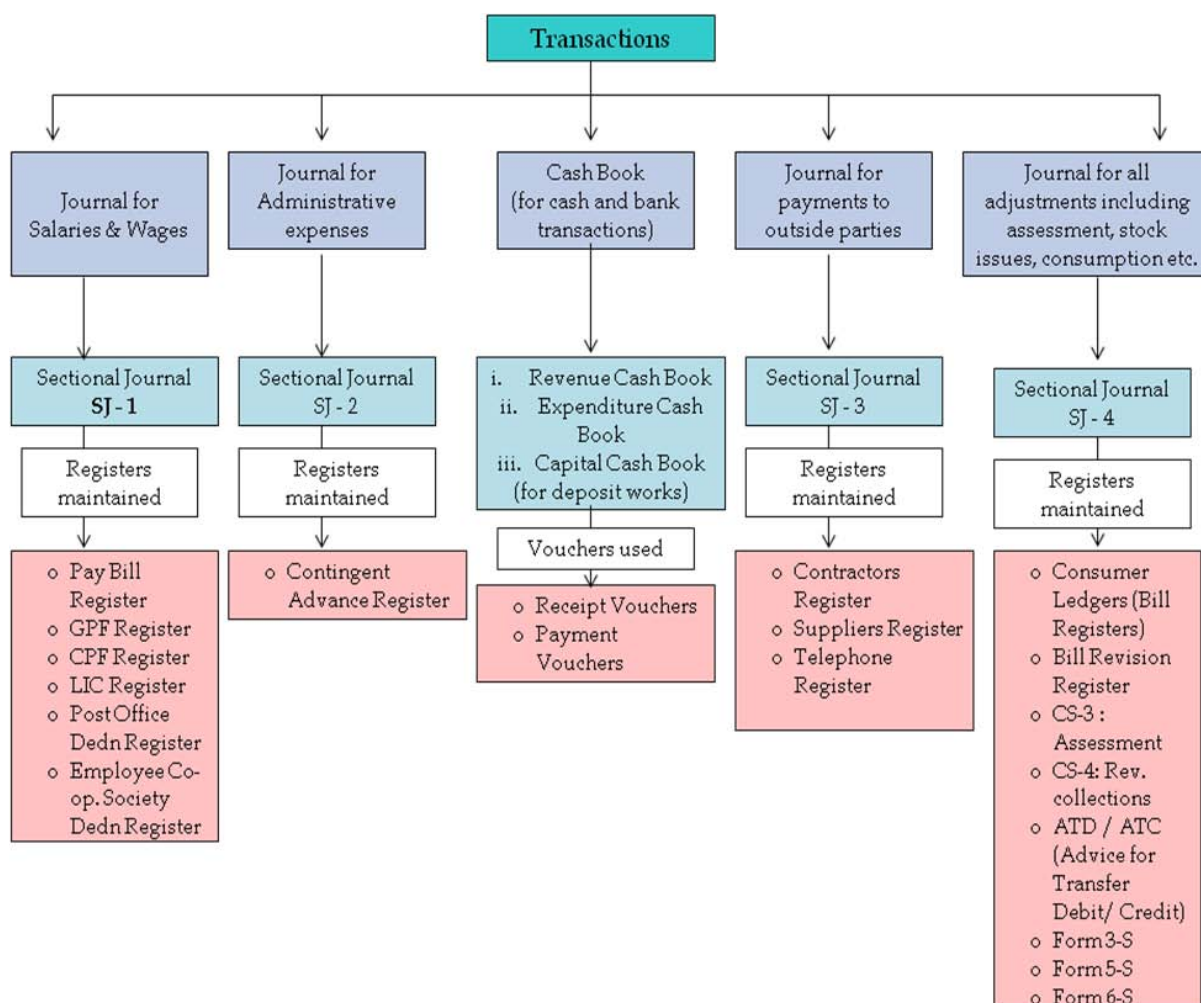 Transactions
Journal for
Salaries & Wages
Journal for
Administrative
expenses
Cash Book
(for cash and bank
transactions)
Journal for
payments to
outside parties
Journal for all
adjustments including
assessment, stock
issues, consumption etc.
Sectional Journal
SJ - 1
Sectional Journal
SJ - 2
i. Revenue Cash Book
ii. Expenditure Cash
Book
iii. Capital Cash Book
(for deposit works)
Sectional Journal
SJ - 3
Sectional Journal
SJ - 4
Registers
maintained
Registers
maintained
Vouchers used
Registers
maintained
Registers
maintained
o Pay Bill
Register
o GPF Register
o CPF Register
o LIC Register
o Post Office
Dedn Register
o Employee Co-
op. Society
Dedn Register
o Contingent
Advance Register
o Receipt Vouchers
o Payment
Vouchers
o Contractors
Register
o Suppliers Register
o Telephone
Register
o Consumer
Ledgers (Bill
Registers)
o Bill Revision
Register
o CS-3 :
Assessment
o CS-4: Rev.
collections
o ATD / ATC
(Advice for
Transfer
Debit/ Credit)
o Form 3-S
o Form 5-S
o Form 6-S